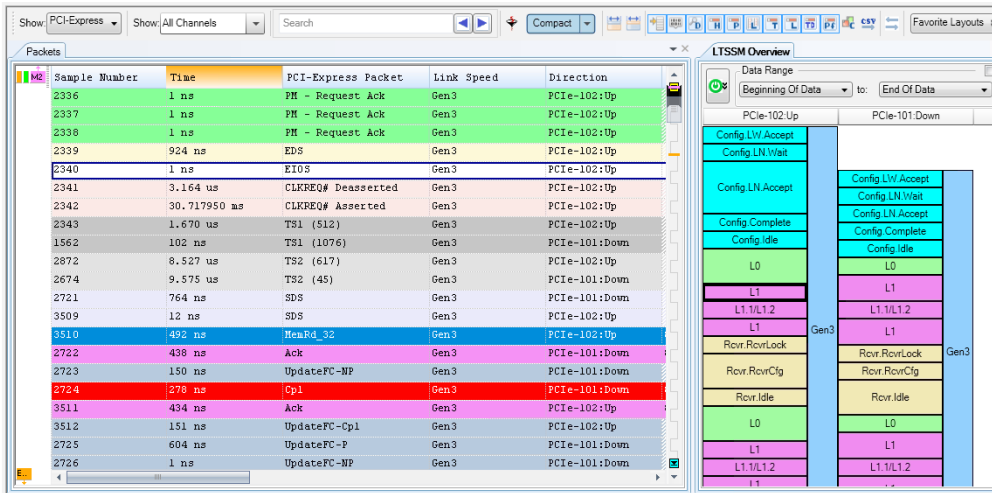 Show: PCI-Express Show: All Channels Search Compact CSV Favorite Layouts
Packets
M2 Sample Number Time PCI-Express Packet Link Speed Direction
2336 1 ns PM - Request Ack Gen3 PCIe-102:Up
2337 1 ns PM - Request Ack Gen3 PCIe-102:Up
2338 1 ns PM - Request Ack Gen3 PCIe-102:Up
2339 924 ns EDS Gen3 PCIe-102:Up
2340 1 ns EIOS Gen3 PCIe-102:Up
2341 3.164 us CLKREQ# Deasserted Gen3 PCIe-102:Up
2342 30.717950 ms CLKREQ# Asserted Gen3 PCIe-102:Up
2343 1.670 us TS1 (512) Gen3 PCIe-102:Up
1562 102 ns TS1 (1076) Gen3 PCIe-101:Down
2872 8.527 us TS2 (617) Gen3 PCIe-102:Up
2674 9.575 us TS2 (45) Gen3 PCIe-101:Down
2721 764 ns SDS Gen3 PCIe-101:Down
3509 12 ns SDS Gen3 PCIe-102:Up
3510 492 ns MemRd_32 Gen3 PCIe-102:Up
2722 438 ns Ack Gen3 PCIe-101:Down
2723 150 ns UpdateFC-NP Gen3 PCIe-101:Down
2724 278 ns Cpl Gen3 PCIe-101:Down
3511 434 ns Ack Gen3 PCIe-102:Up
3512 151 ns UpdateFC-Cpl Gen3 PCIe-102:Up
2725 604 ns UpdateFC-P Gen3 PCIe-101:Down
2726 1 ns UpdateFC-NP Gen3 PCIe-101:Down
E...
LTSSM Overview
Data Range
Beginning Of Data to: End Of Data
PCIe-102:Up PCIe-101:Down
Config.LW.Accept
Config.LN.Wait
Config.LN.Accept
Config.Complete
Config.Idle
L0
L1
L1.1/L1.2
L1
Rcvr.RcvrLock
Rcvr.RcvrCfg
Rcvr.Idle
L0
L1
L1.1/L1.2
Gen3
Config.LW.Accept
Config.LN.Wait
Config.LN.Accept
Config.Complete
Config.Idle
L0
L1
L1.1/L1.2
L1
Rcvr.RcvrLock
Rcvr.RcvrCfg
Rcvr.Idle
L0
L1
L1.1/L1.2
Gen3